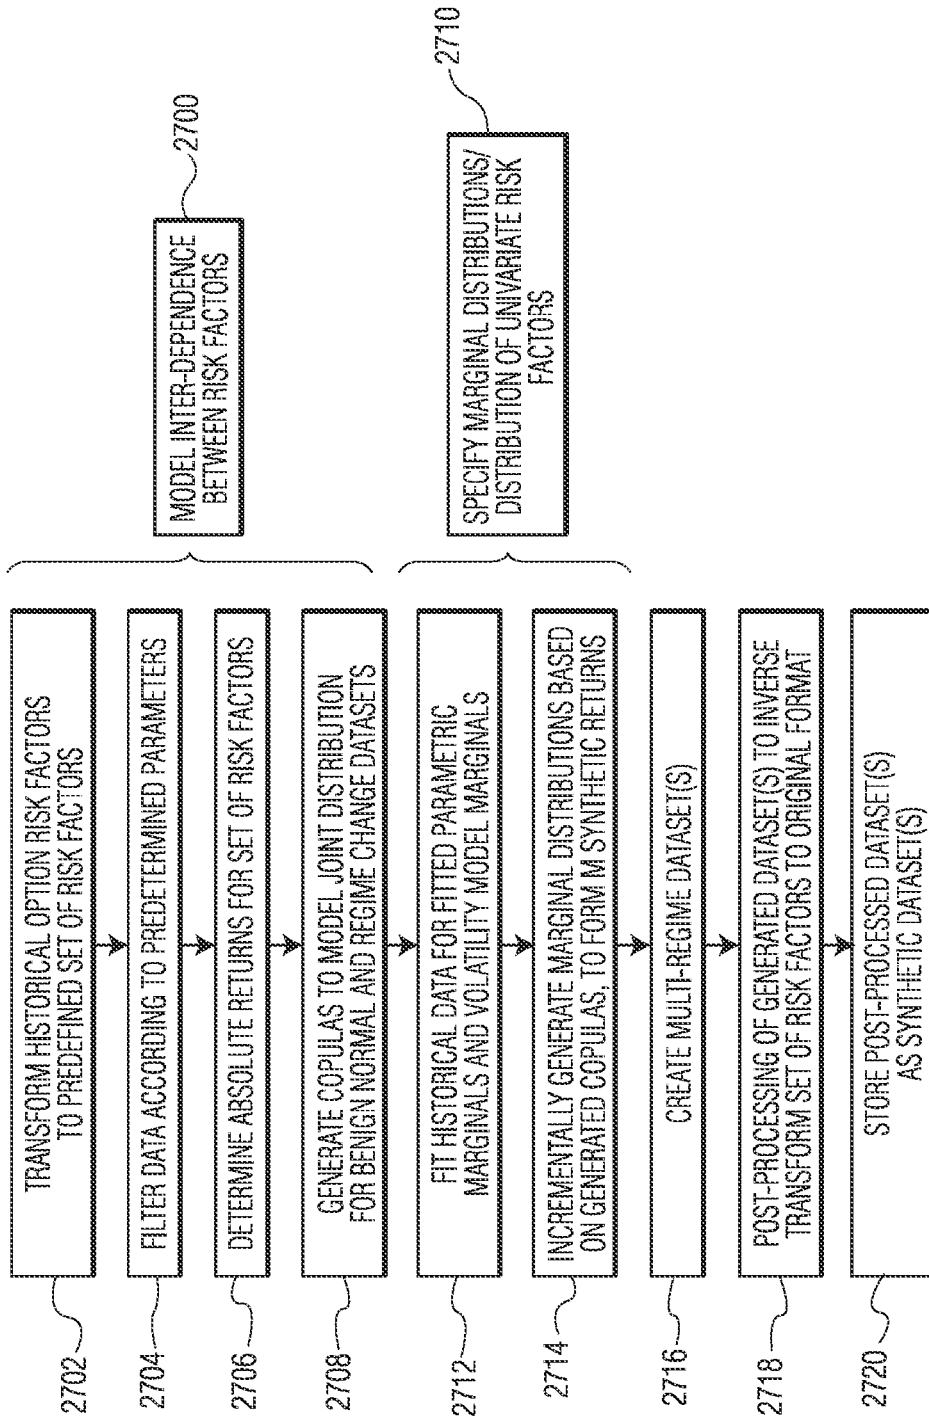 2702
TRANSFORM HISTORICAL OPTION RISK FACTORS
TO PREDEFINED SET OF RISK FACTORS
2704
FILTER DATA ACCORDING TO PREDETERMINED PARAMETERS
2706
DETERMINE ABSOLUTE RETURNS FOR SET OF RISK FACTORS
2708
GENERATE COPULAS TO MODEL JOINT DISTRIBUTION
FOR BENIGN NORMAL AND REGIME CHANGE DATASETS
MODEL INTER-DEPENDENCE
BETWEEN RISK FACTORS
2700
2712
FIT HISTORICAL DATA FOR FITTED PARAMETRIC
MARGINALS AND VOLATILITY MODEL MARGINALS
2714
INCREMENTALLY GENERATE MARGINAL DISTRIBUTIONS BASED
ON GENERATED COPULAS, TO FORM M SYNTHETIC RETURNS
SPECIFY MARGINAL DISTRIBUTIONS/
DISTRIBUTION OF UNIVARIATE RISK
FACTORS
2710
2716
CREATE MULTI-REGIME DATASET(S)
2718
POST-PROCESSING OF GENERATED DATASET(S) TO INVERSE
TRANSFORM SET OF RISK FACTORS TO ORIGINAL FORMAT
2720
STORE POST-PROCESSED DATASET(S)
AS SYNTHETIC DATASET(S)